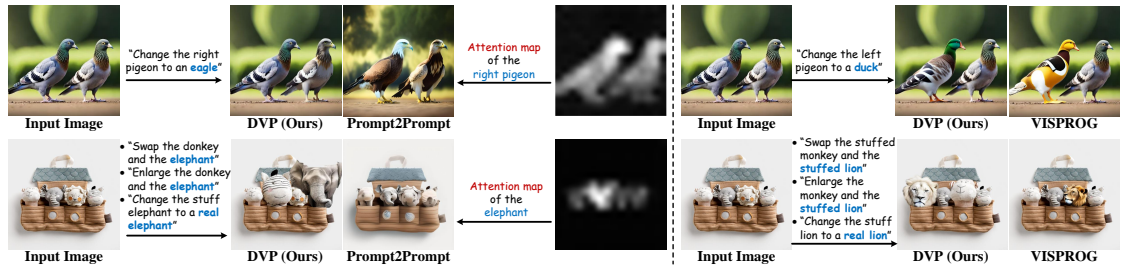 "Change the right
pigeon to an eagle"
Input Image
DVP (Ours)
Prompt2Prompt
Attention map
of the
right pigeon
"Change the left
pigeon to a duck"
Input Image
DVP (Ours)
VISPROG
• "Swap the donkey
and the elephant"
• "Enlarge the donkey
and the elephant"
• "Change the stuff
elephant to a real
elephant"
Input Image
DVP (Ours)
Prompt2Prompt
Attention map
of the
elephant
• "Swap the stuffed
monkey and the
stuffed lion"
• "Enlarge the
monkey and the
stuffed lion"
• "Change the stuff
lion to a real lion"
Input Image
DVP (Ours)
VISPROG